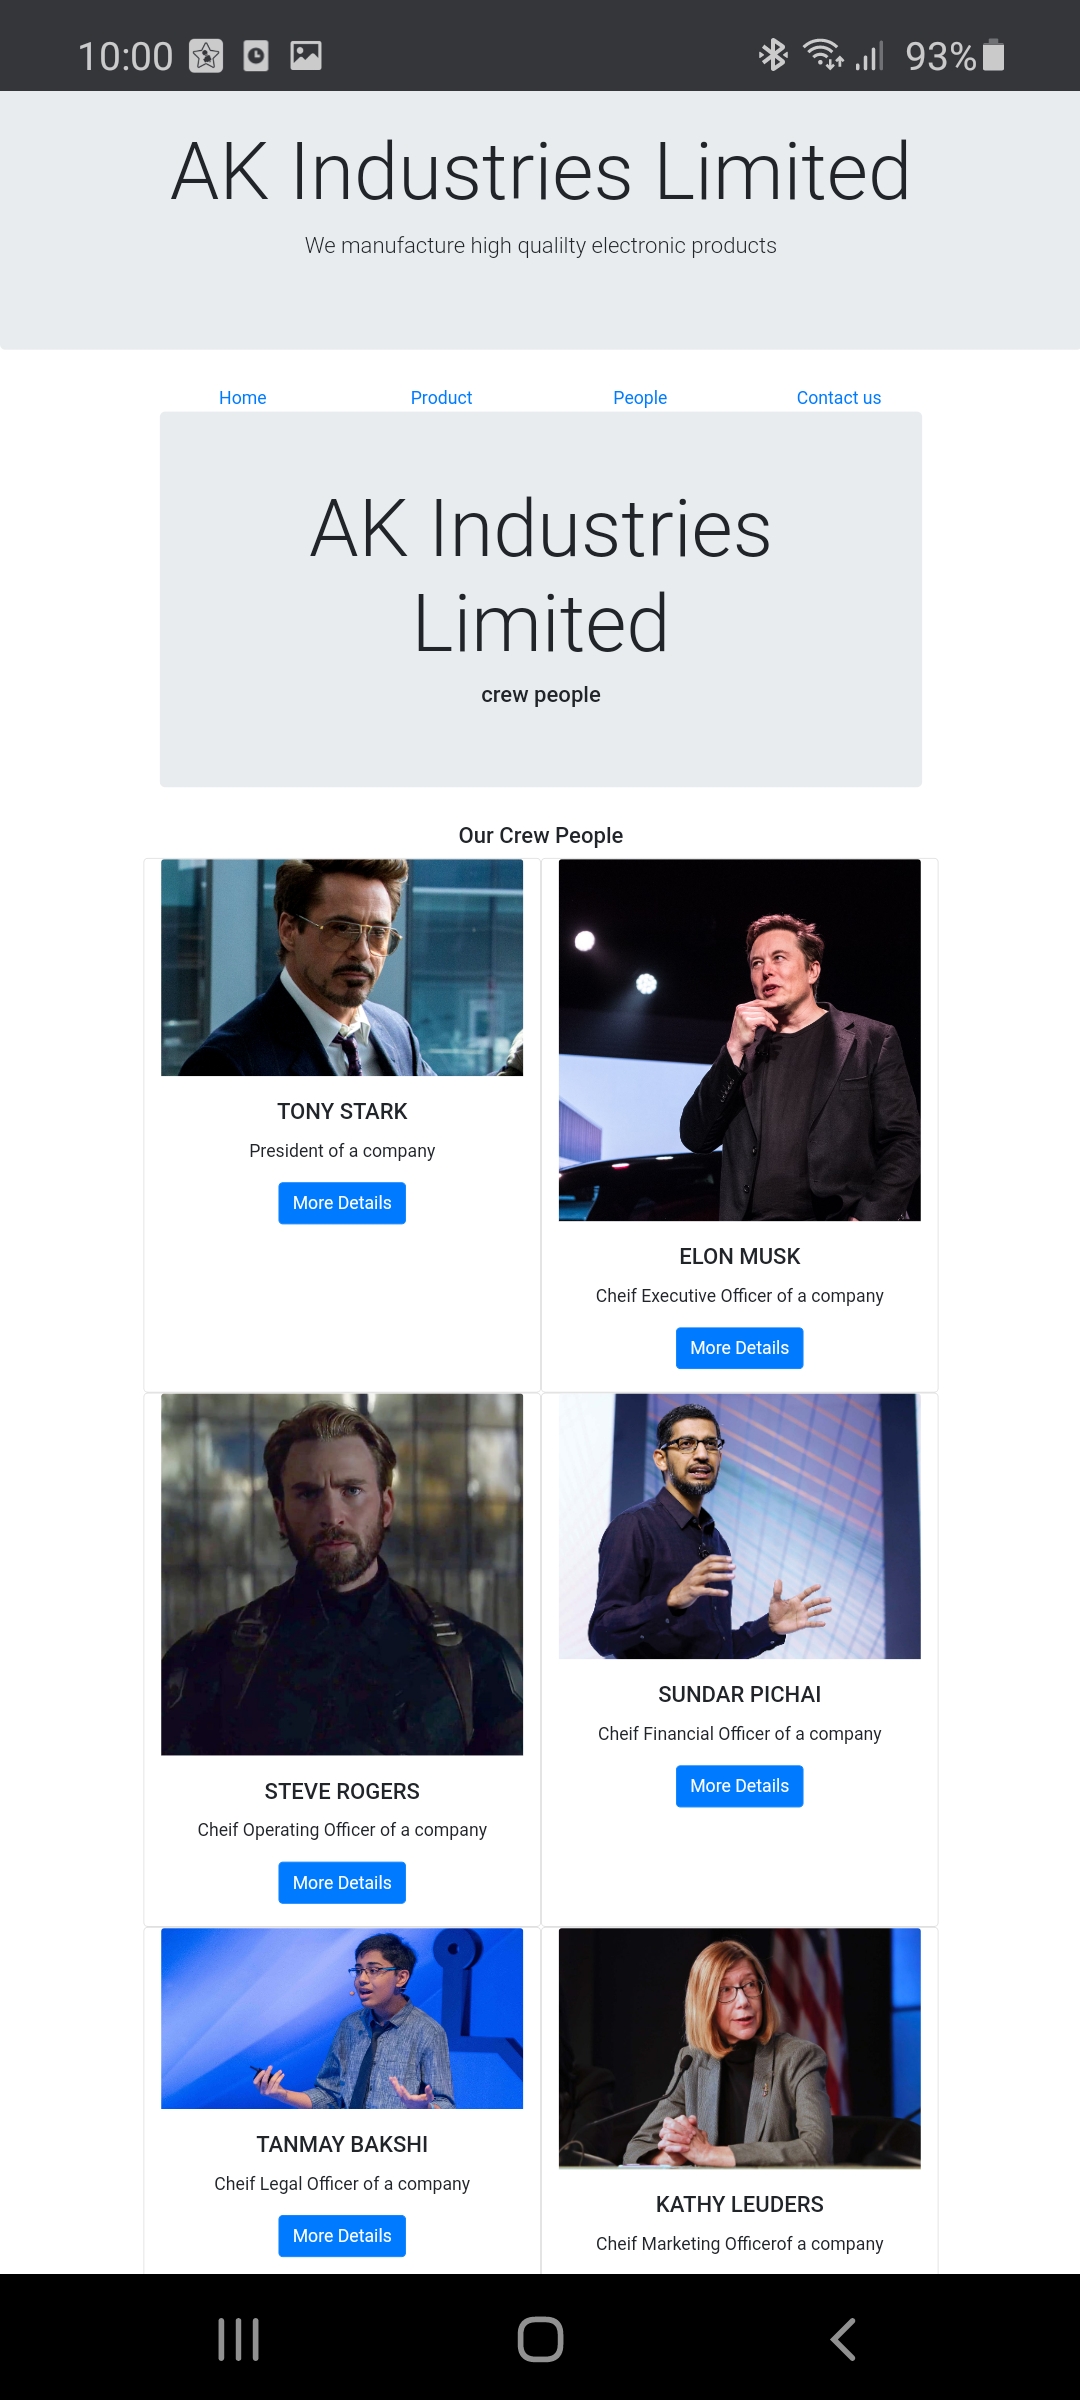 10:00 93%
AK Industries Limited
We manufacture high qualilty electronic products
Home Product People Contact us
AK Industries
Limited
crew people
Our Crew People
TONY STARK
President of a company
More Details
ELON MUSK
Cheif Executive Officer of a company
More Details
STEVE ROGERS
Cheif Operating Officer of a company
More Details
SUNDAR PICHAI
Cheif Financial Officer of a company
More Details
TANMAY BAKSHI
Cheif Legal Officer of a company
More Details
KATHY LEUDERS
Cheif Marketing Officerof a company